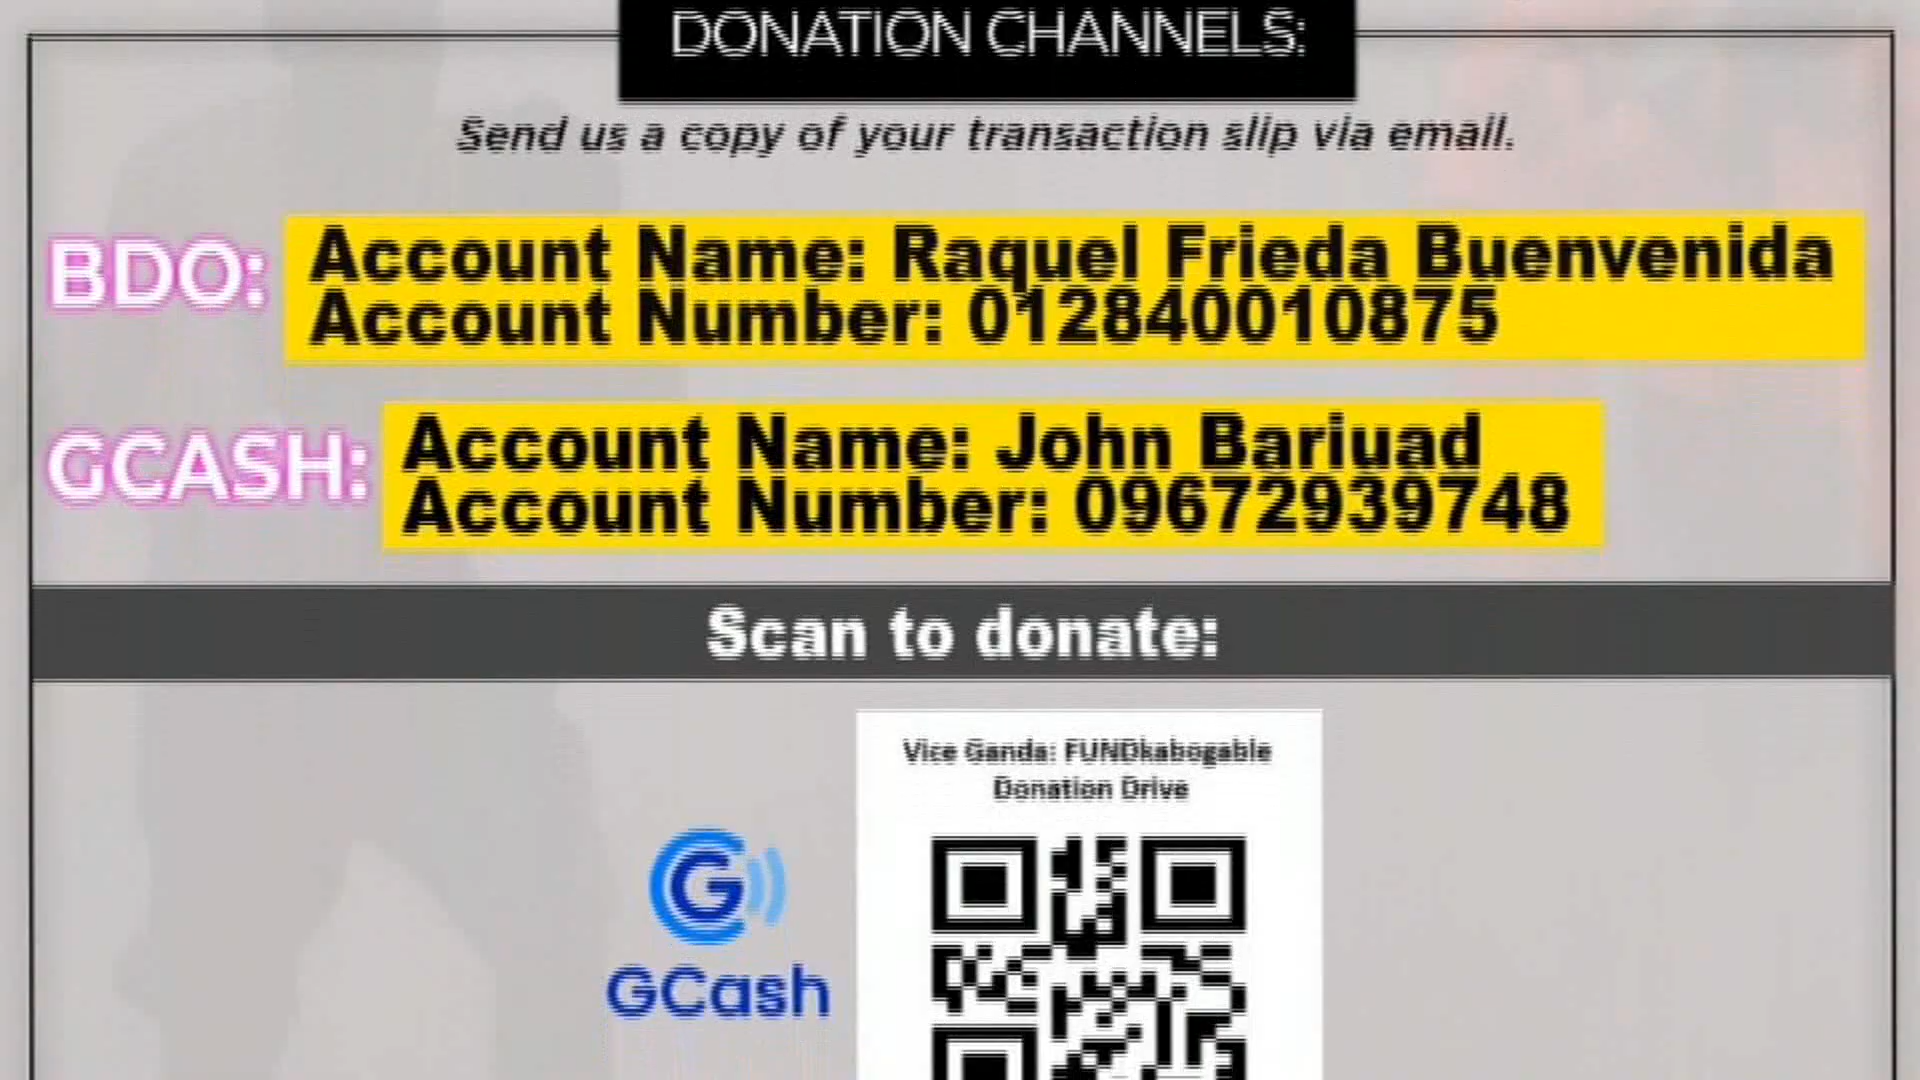 DONATION CHANNELS:
Send us a copy of your transaction slip via email.
BDO:
Account Name: Raquel Frieda Buenvenida
Account Number: 012840010875
GCASH:
Account Name: John Bariuad
Account Number: 09672939748
Scan to donate:
Vice Ganda: FUNDkabogable
Donation Drive
GCash